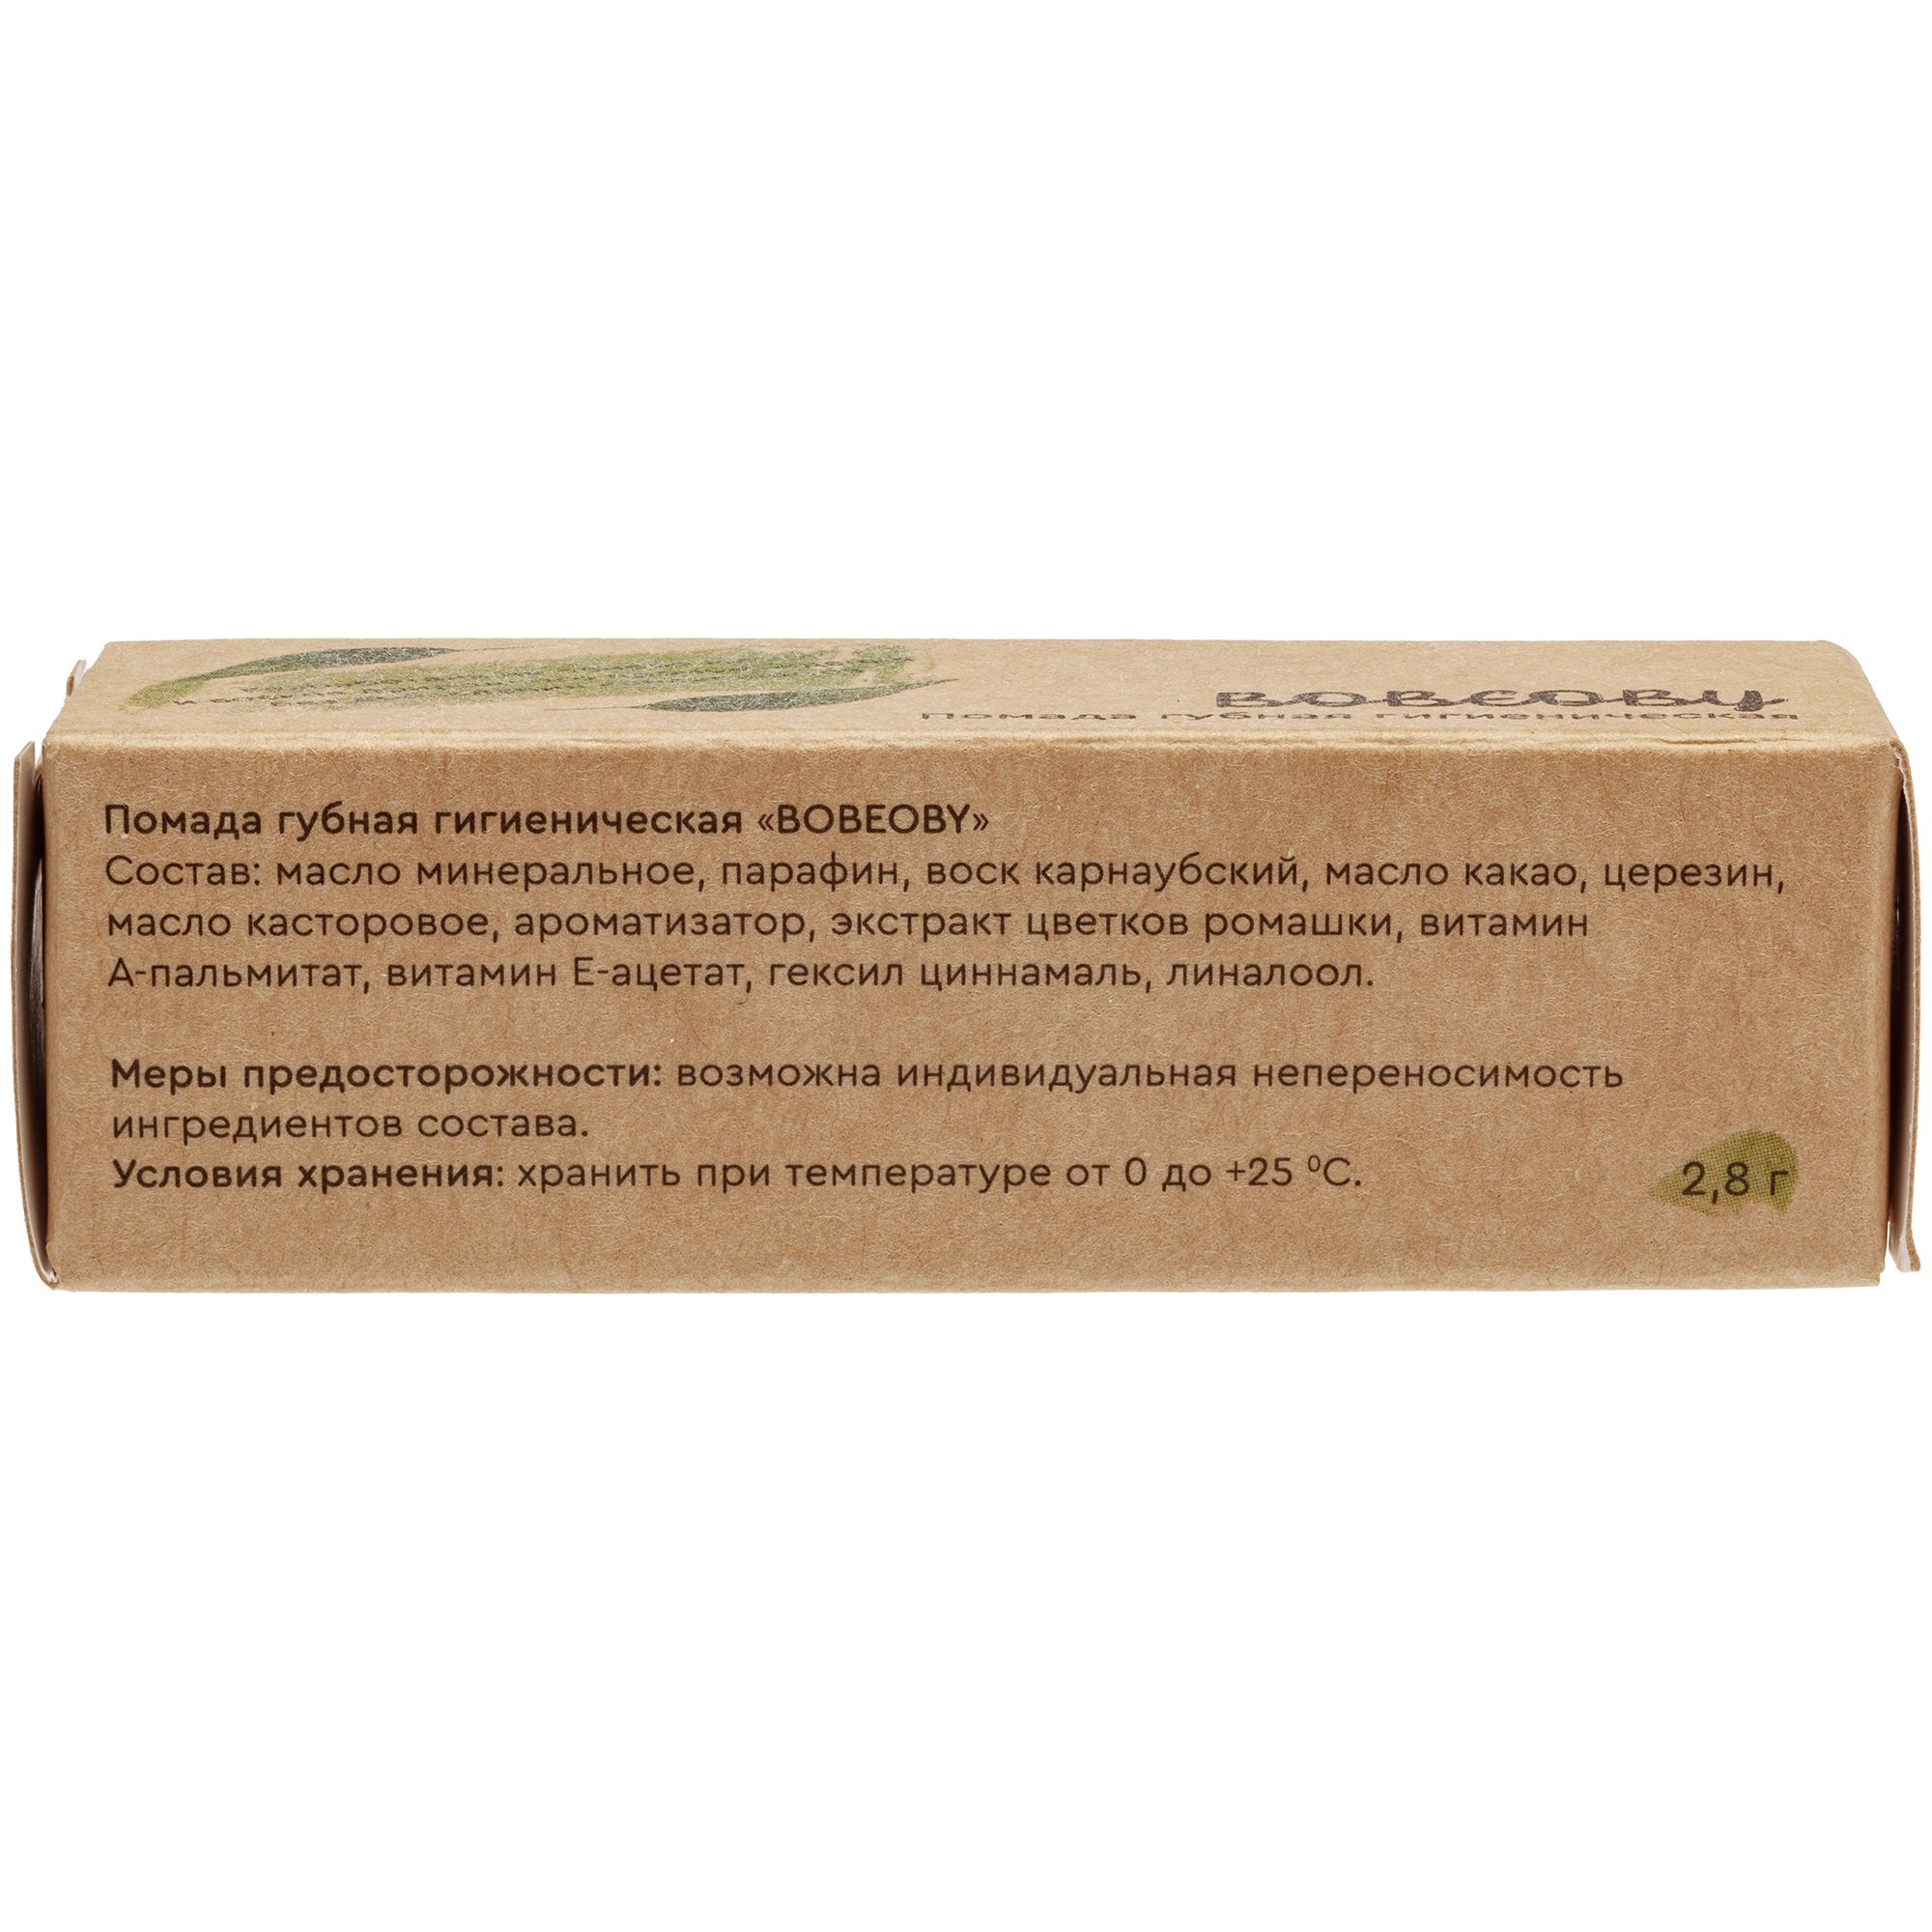 BOBEOBY
Помада губная гигиеническая
Помада губная гигиеническая «BOBEOBY»
Состав: масло минеральное, парафин, воск карнаубский, масло какао, церезин,
масло касторовое, ароматизатор, экстракт цветков ромашки, витамин
А-пальмитат, витамин Е-ацетат, гексил циннамаль, линалоол.
Меры предосторожности: возможна индивидуальная непереносимость
ингредиентов состава.
Условия хранения: хранить при температуре от 0 до +25 ⁰С.
2,8 г